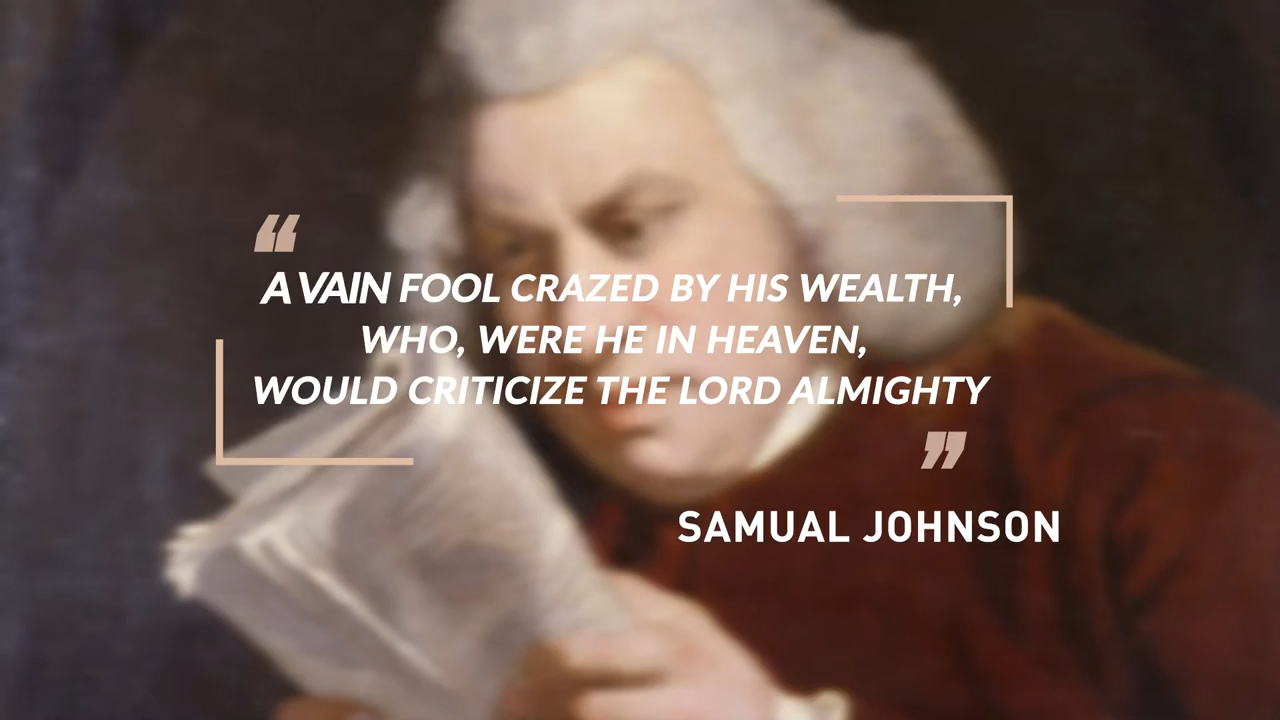 “
A VAIN FOOL CRAZED BY HIS WEALTH,
WHO, WERE HE IN HEAVEN,
WOULD CRITICIZE THE LORD ALMIGHTY
”
SAMUAL JOHNSON